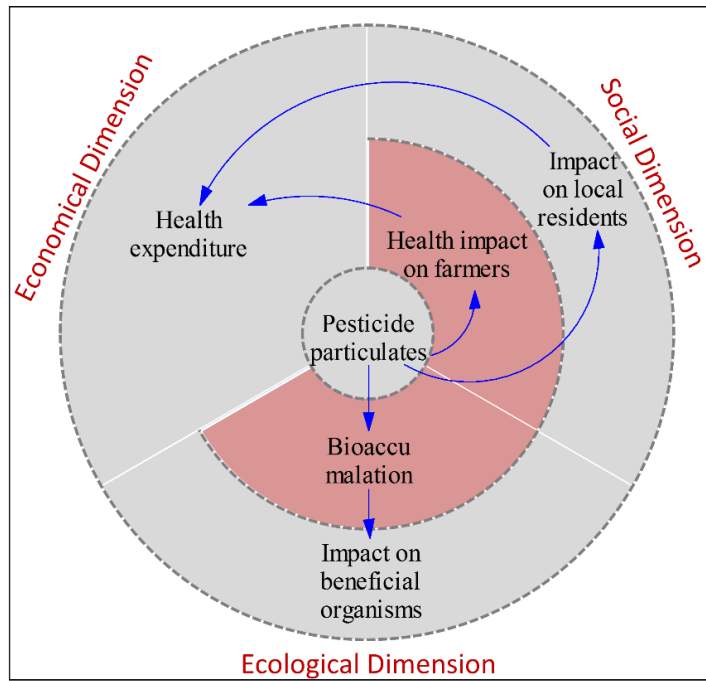 Economical Dimension
Social Dimension
Impact
on local
residents
Health
expenditure
Health impact
on farmers
Pesticide
particulates
Bioaccu
malation
Impact on
beneficial
organisms
Ecological Dimension